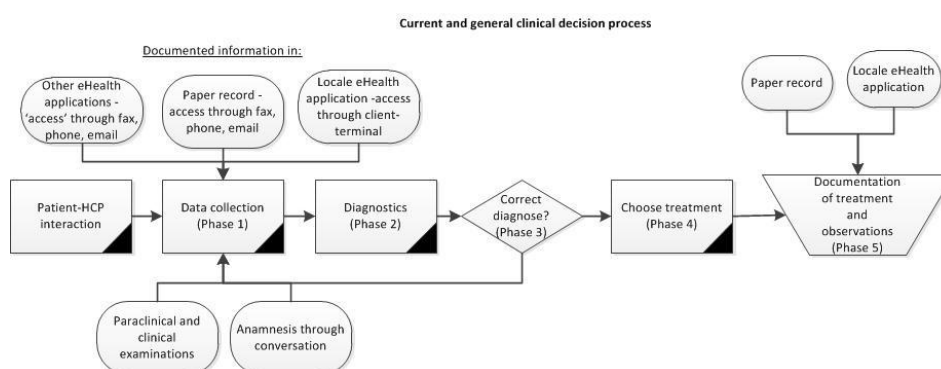 Current and general clinical decision process
Documented information in:
Other eHealth
applications -
‘access’ through fax,
phone, email
Paper record -
access through fax,
phone, email
Locale eHealth
application -access
through client-
terminal
Paper record
Locale eHealth
application
Patient-HCP
interaction
Data collection
(Phase 1)
Diagnostics
(Phase 2)
Correct
diagnose?
(Phase 3)
Choose treatment
(Phase 4)
Documentation
of treatment
and
observations
(Phase 5)
Paraclinical and
clinical
examinations
Anamnesis through
conversation